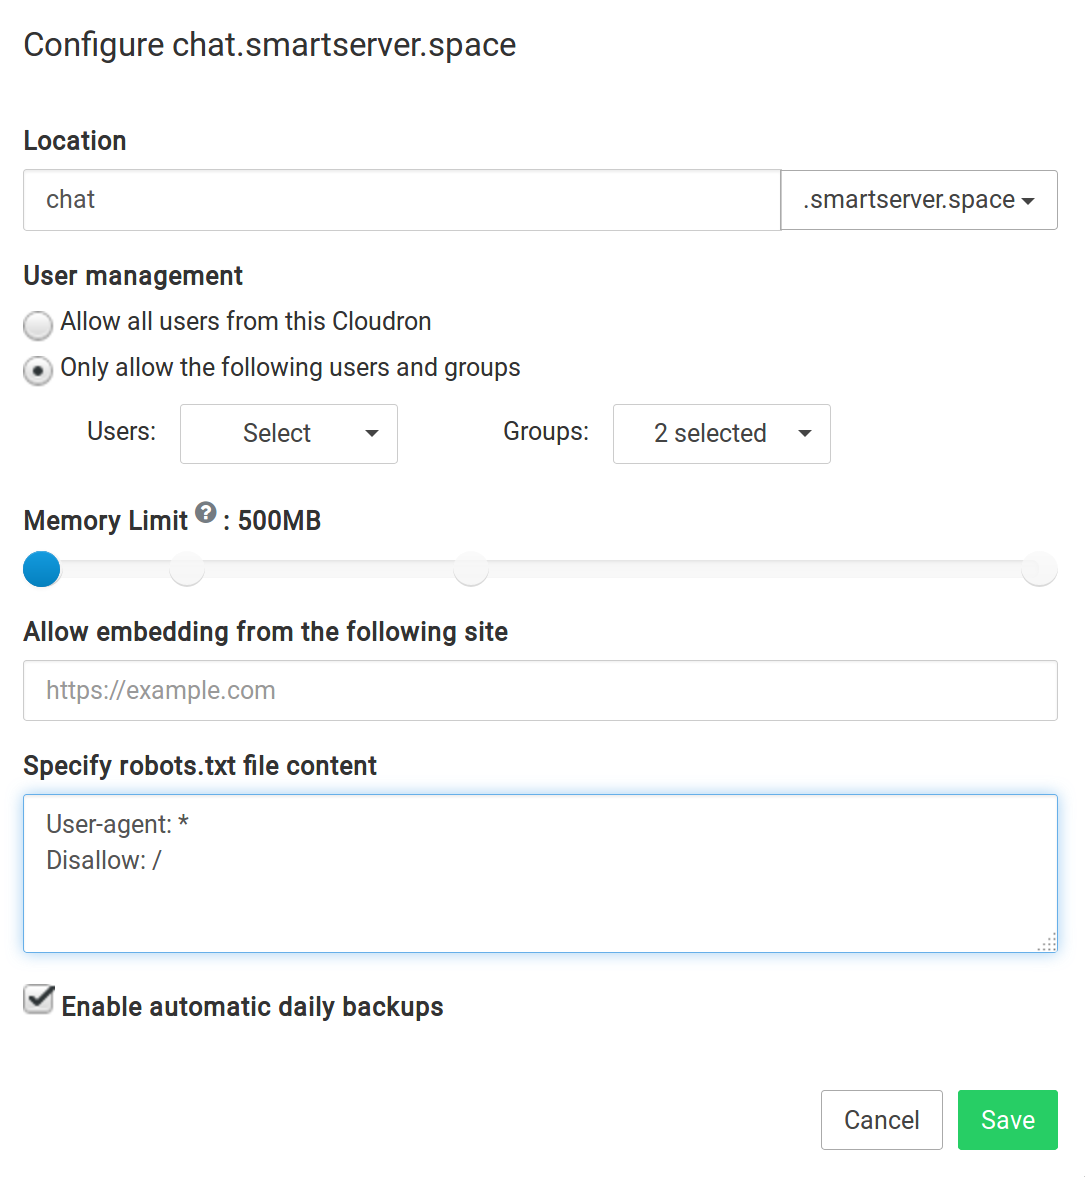 Configure chat.smartserver.space
Location
chat .smartserver.space
User management
Allow all users from this Cloudron
Only allow the following users and groups
Users: Select Groups: 2 selected
Memory Limit ? : 500MB
Allow embedding from the following site
https://example.com
Specify robots.txt file content
User-agent: *
Disallow: /
Enable automatic daily backups
Cancel Save